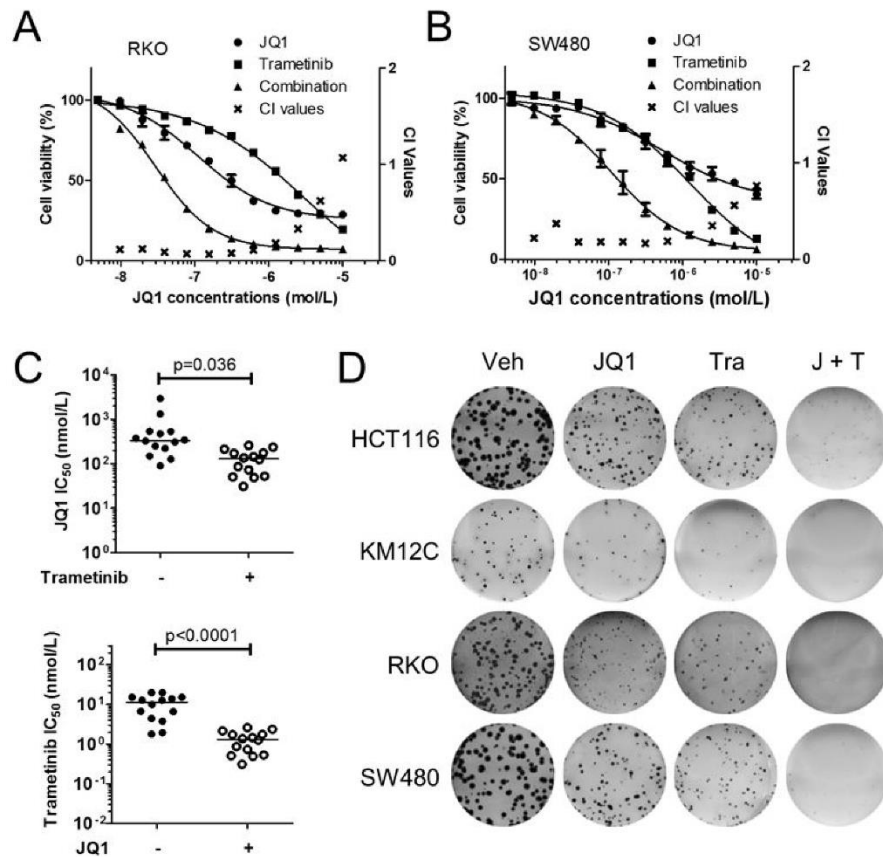 A
RKO
JQ1
Trametinib
Combination
CI values
Cell viability (%)
100
50
0
-8 -7 -6 -5
JQ1 concentrations (mol/L)
2
1
0
CI Values
B
SW480
JQ1
Trametinib
Combination
CI values
Cell viability (%)
100
50
0
10⁻⁸ 10⁻⁷ 10⁻⁶ 10⁻⁵
JQ1 concentrations (mol/L)
2
1
0
CI Values
C
p=0.036
JQ1 IC₅₀ (nmol/L)
10⁴
10³
10²
10¹
10⁰
Trametinib - +
p<0.0001
Trametinib IC₅₀ (nmol/L)
10²
10¹
10⁰
10⁻¹
10⁻²
JQ1 - +
D
Veh JQ1 Tra J + T
HCT116
KM12C
RKO
SW480